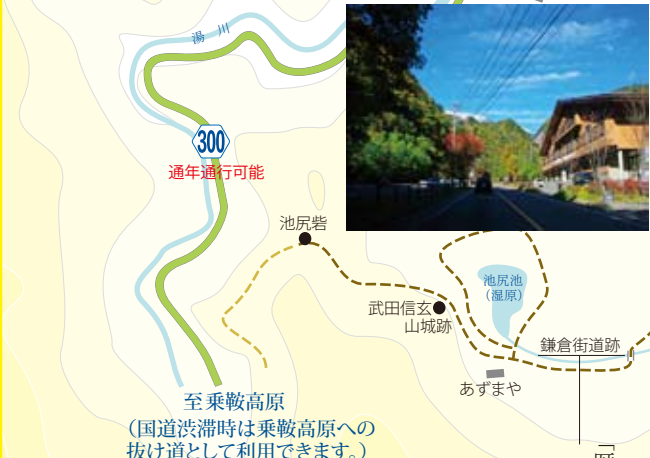 湯川
300
通年通行可能
池尻砦
池尻池
（湿原）
武田信玄
山城跡
鎌倉街道跡
あずまや
至乗鞍高原
（国道渋滞時は乗鞍高原への
抜け道として利用できます。）
「